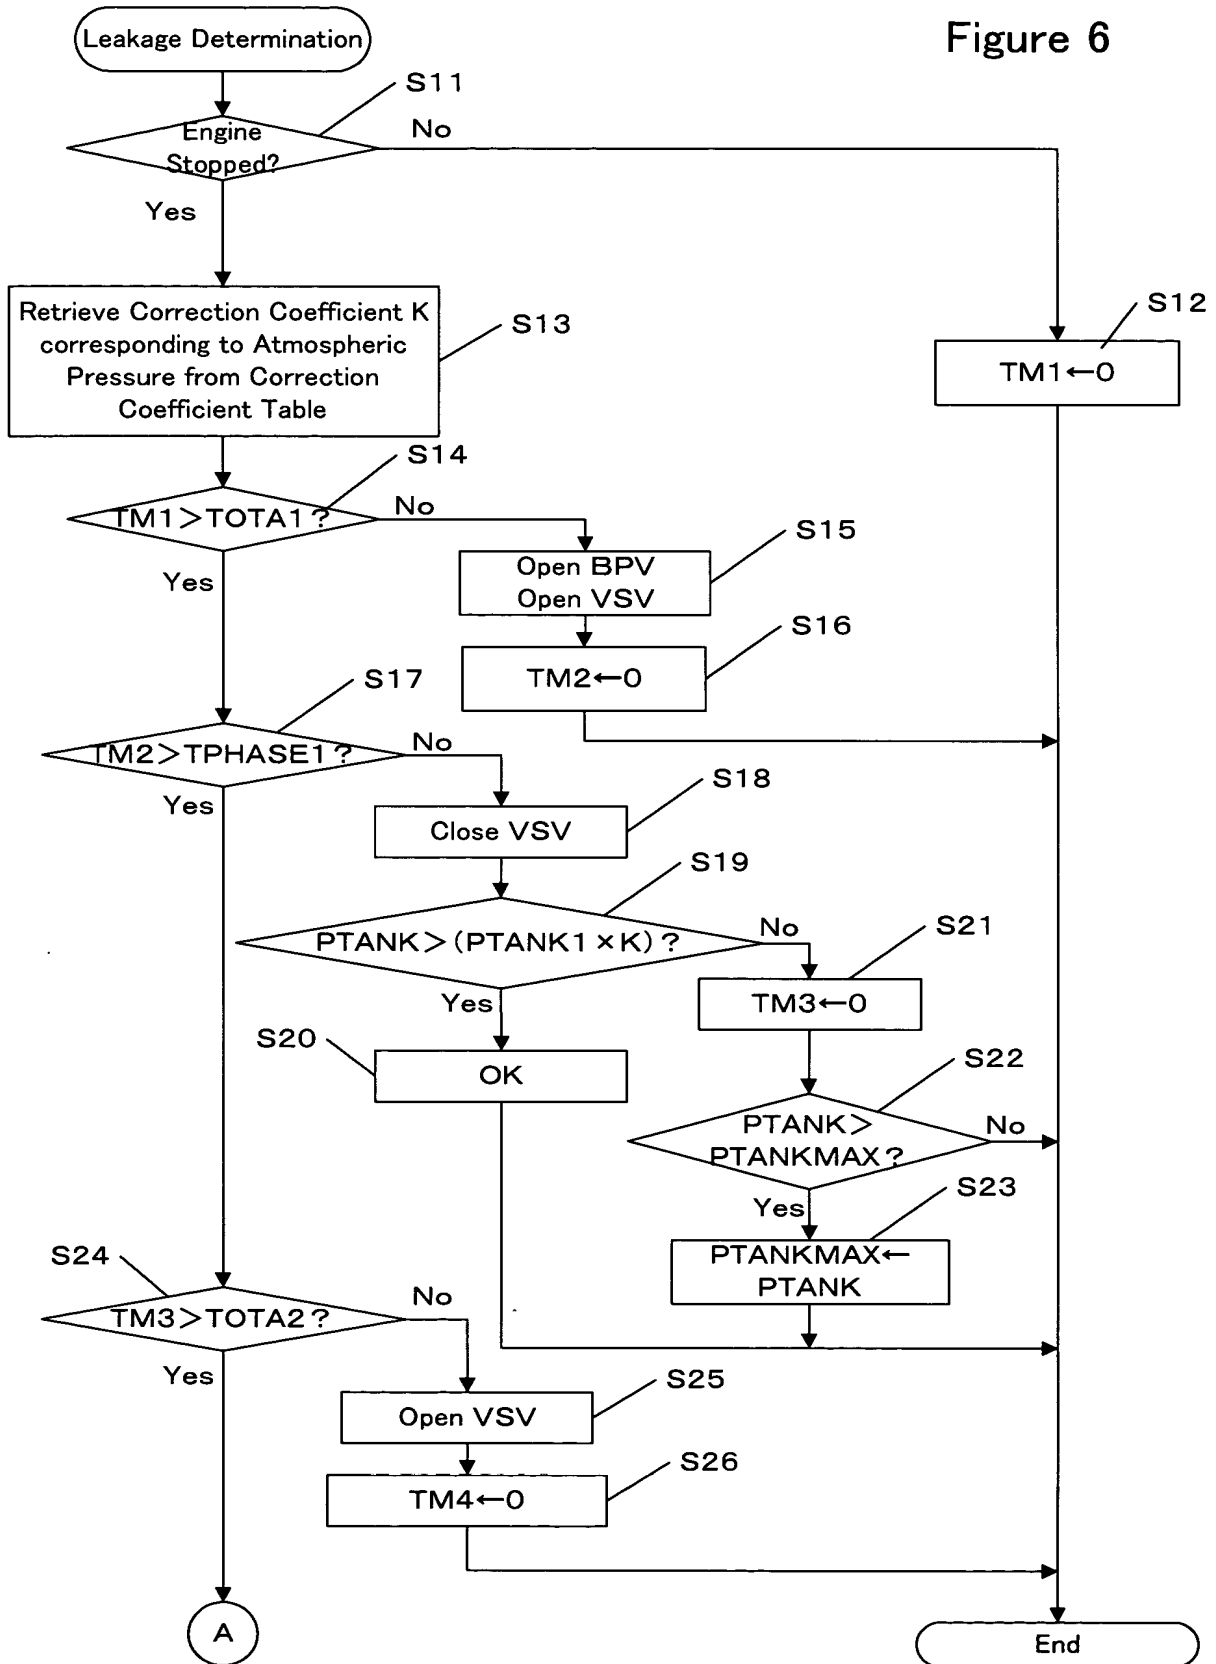 Figure 6
Leakage Determination
S11
Engine
Stopped?
No
Yes
Retrieve Correction Coefficient K
corresponding to Atmospheric
Pressure from Correction
Coefficient Table
S13
S12
TM1←0
S14
TM1>TOTA1?
No
Yes
S15
Open BPV
Open VSV
S16
TM2←0
S17
TM2>TPHASE1?
No
Yes
S18
Close VSV
S19
PTANK>(PTANK1×K)?
No
Yes
S21
TM3←0
S20
OK
S22
PTANK>
PTANKMAX?
No
Yes
S23
PTANKMAX←
PTANK
S24
TM3>TOTA2?
No
Yes
S25
Open VSV
S26
TM4←0
A
End